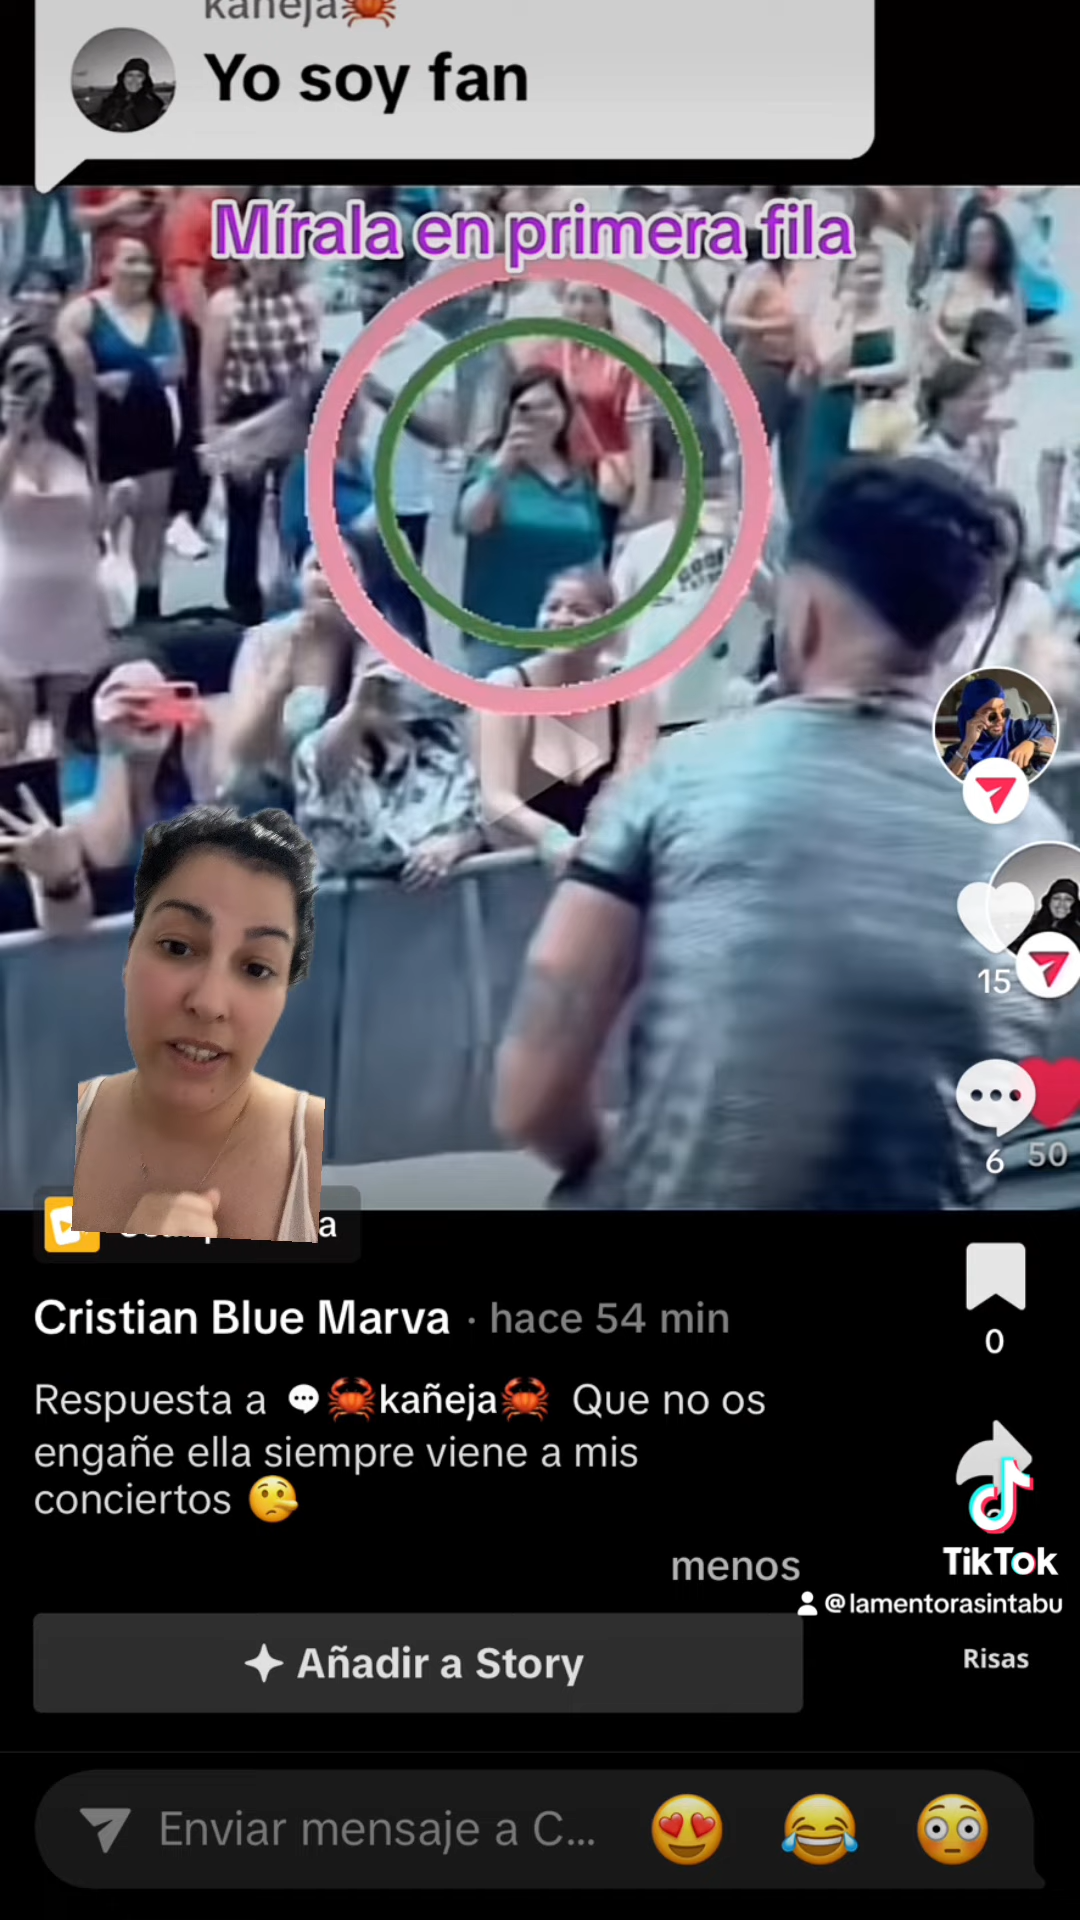 kañeja🦀
Yo soy fan
Mírala en primera fila
15
6
50
a
Cristian Blue Marva · hace 54 min
0
Respuesta a 💬🦀kañeja🦀 Que no os
engañe ella siempre viene a mis
conciertos 🤥
menos
TikTok
@lamentorasintabu
Añadir a Story
Risas
Enviar mensaje a C...